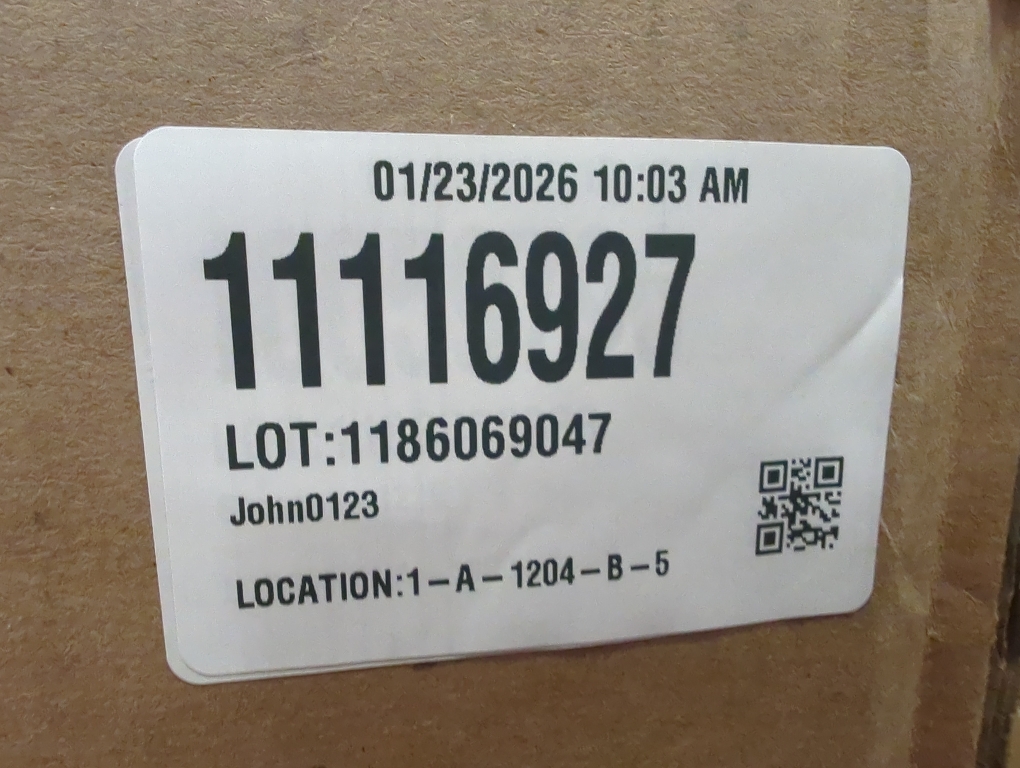 01/23/2026 10:03 AM
11116927
LOT:1186069047
John0123
LOCATION:1-A-1204-B-5